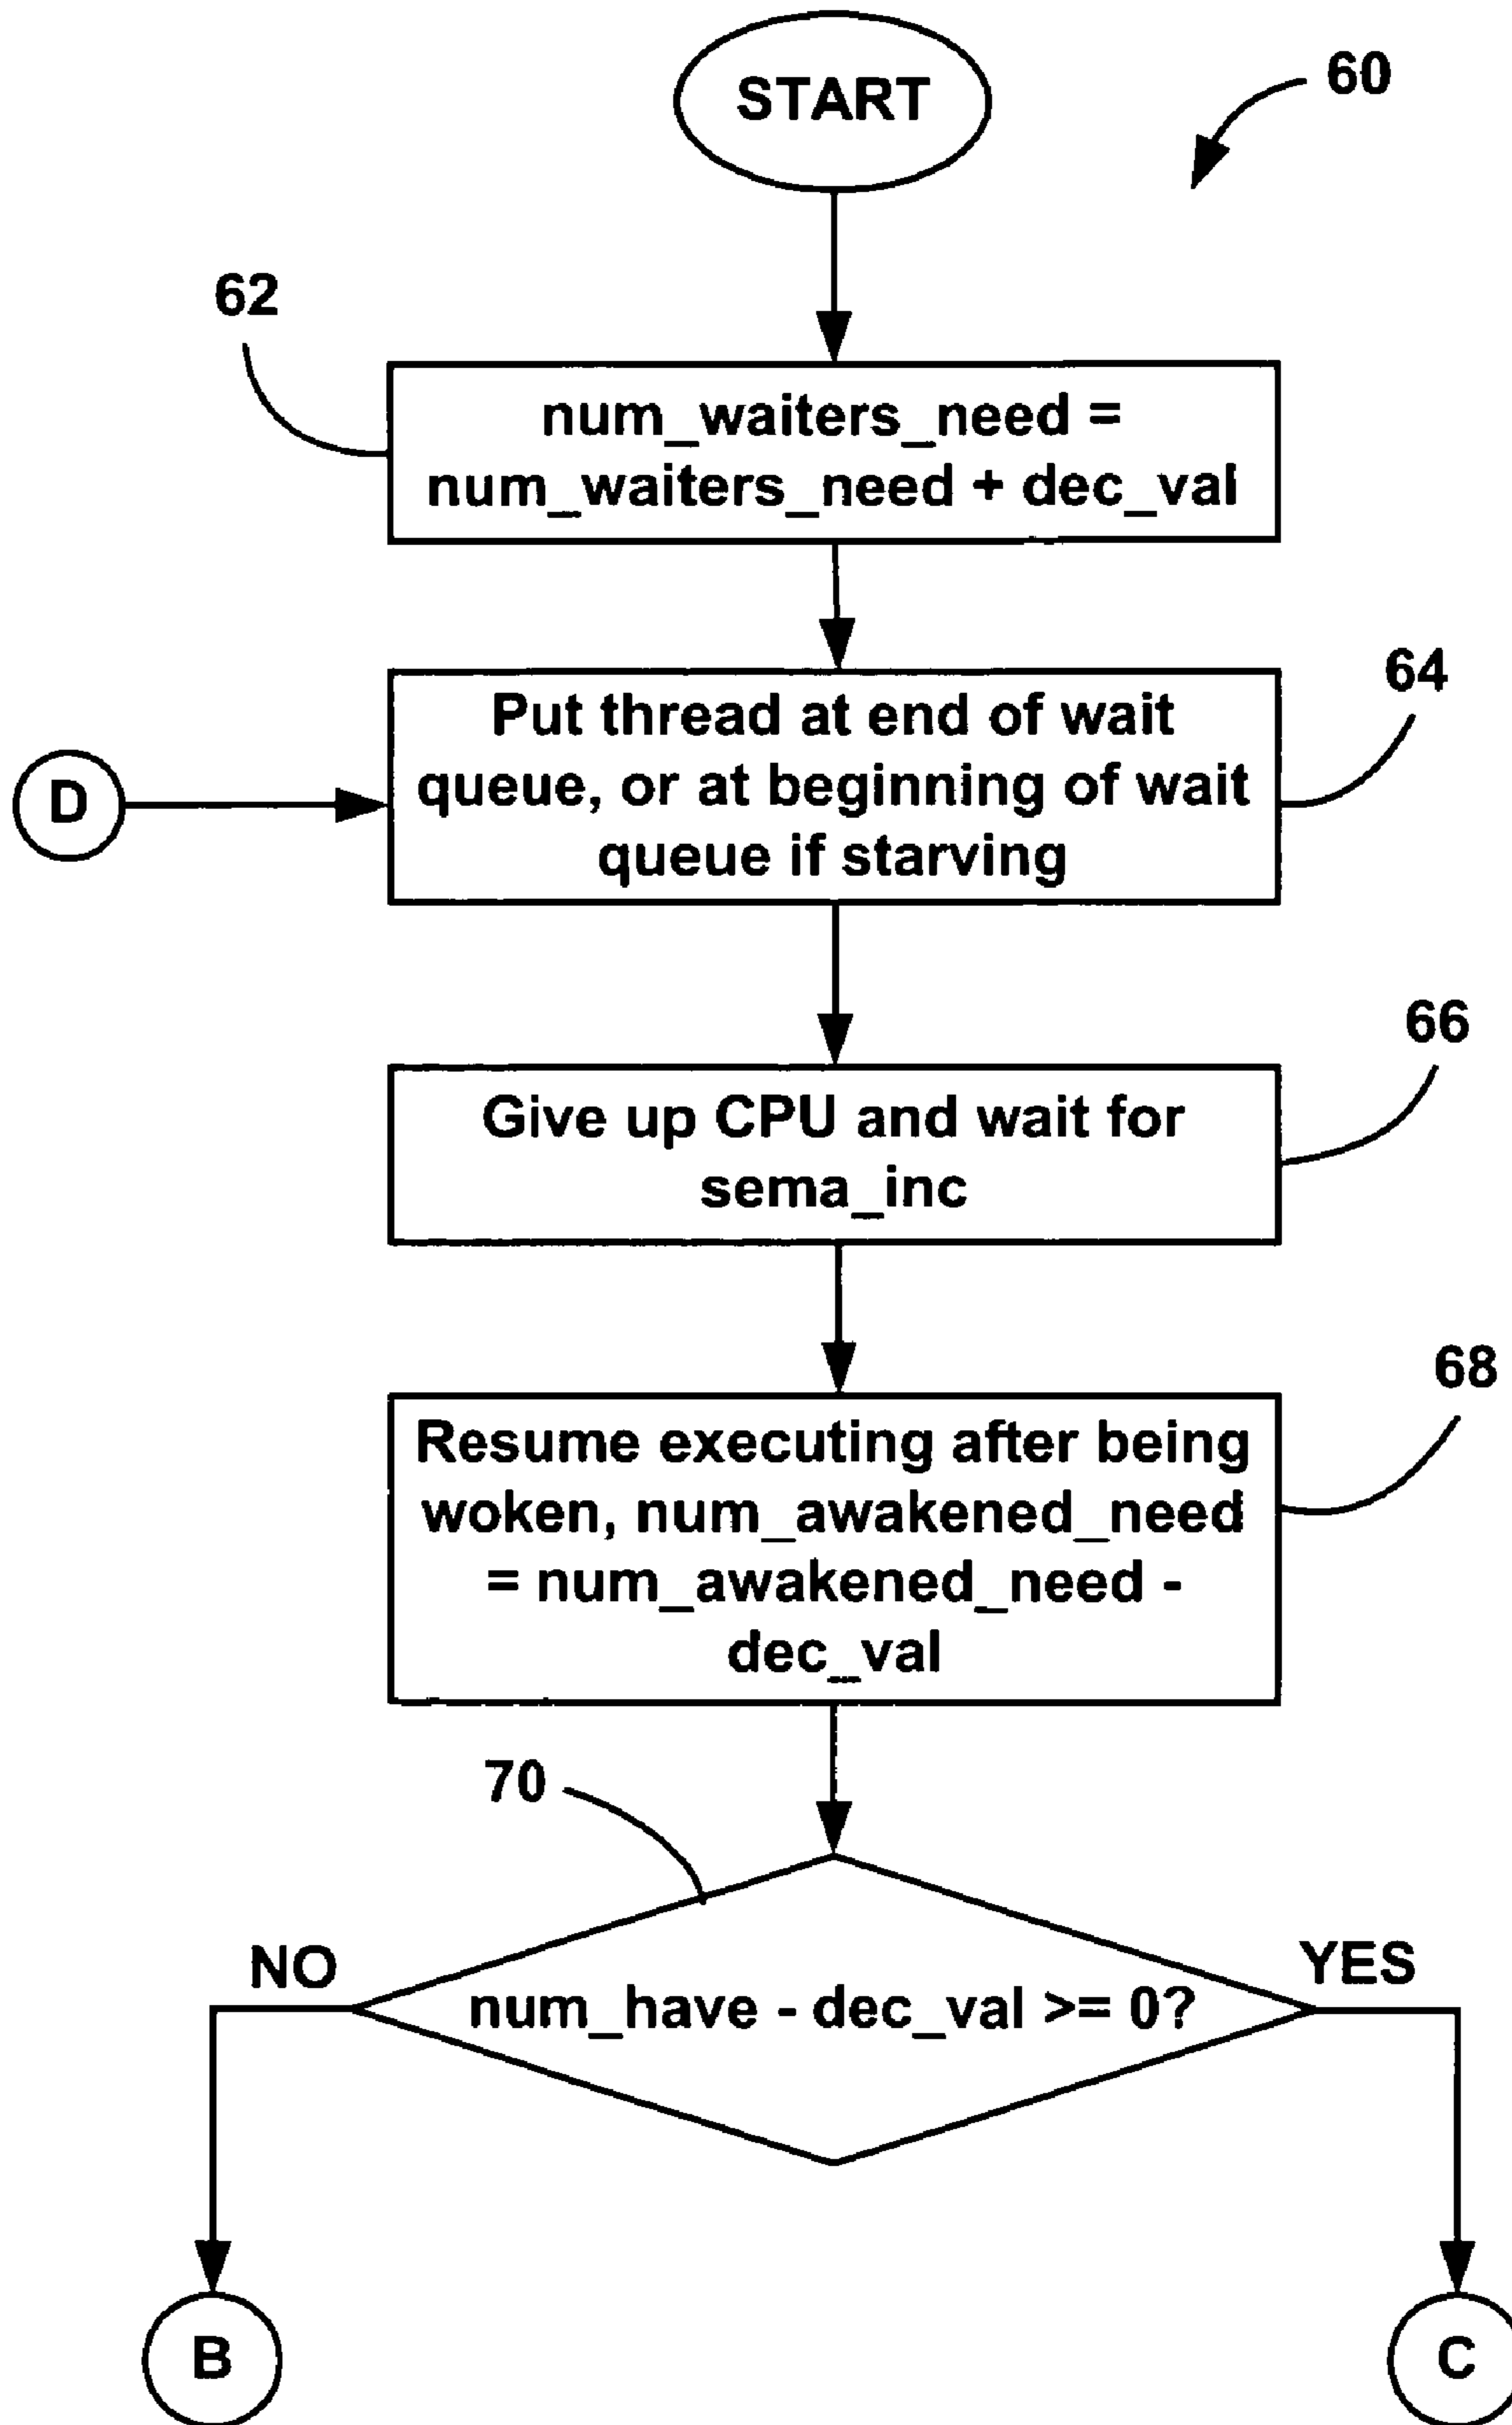 START
60
62
num_waiters_need =
num_waiters_need + dec_val
64
Put thread at end of wait
queue, or at beginning of wait
queue if starving
D
66
Give up CPU and wait for
sema_inc
68
Resume executing after being
woken, num_awakened_need
= num_awakened_need -
dec_val
70
NO
YES
num_have - dec_val >= 0?
B
C